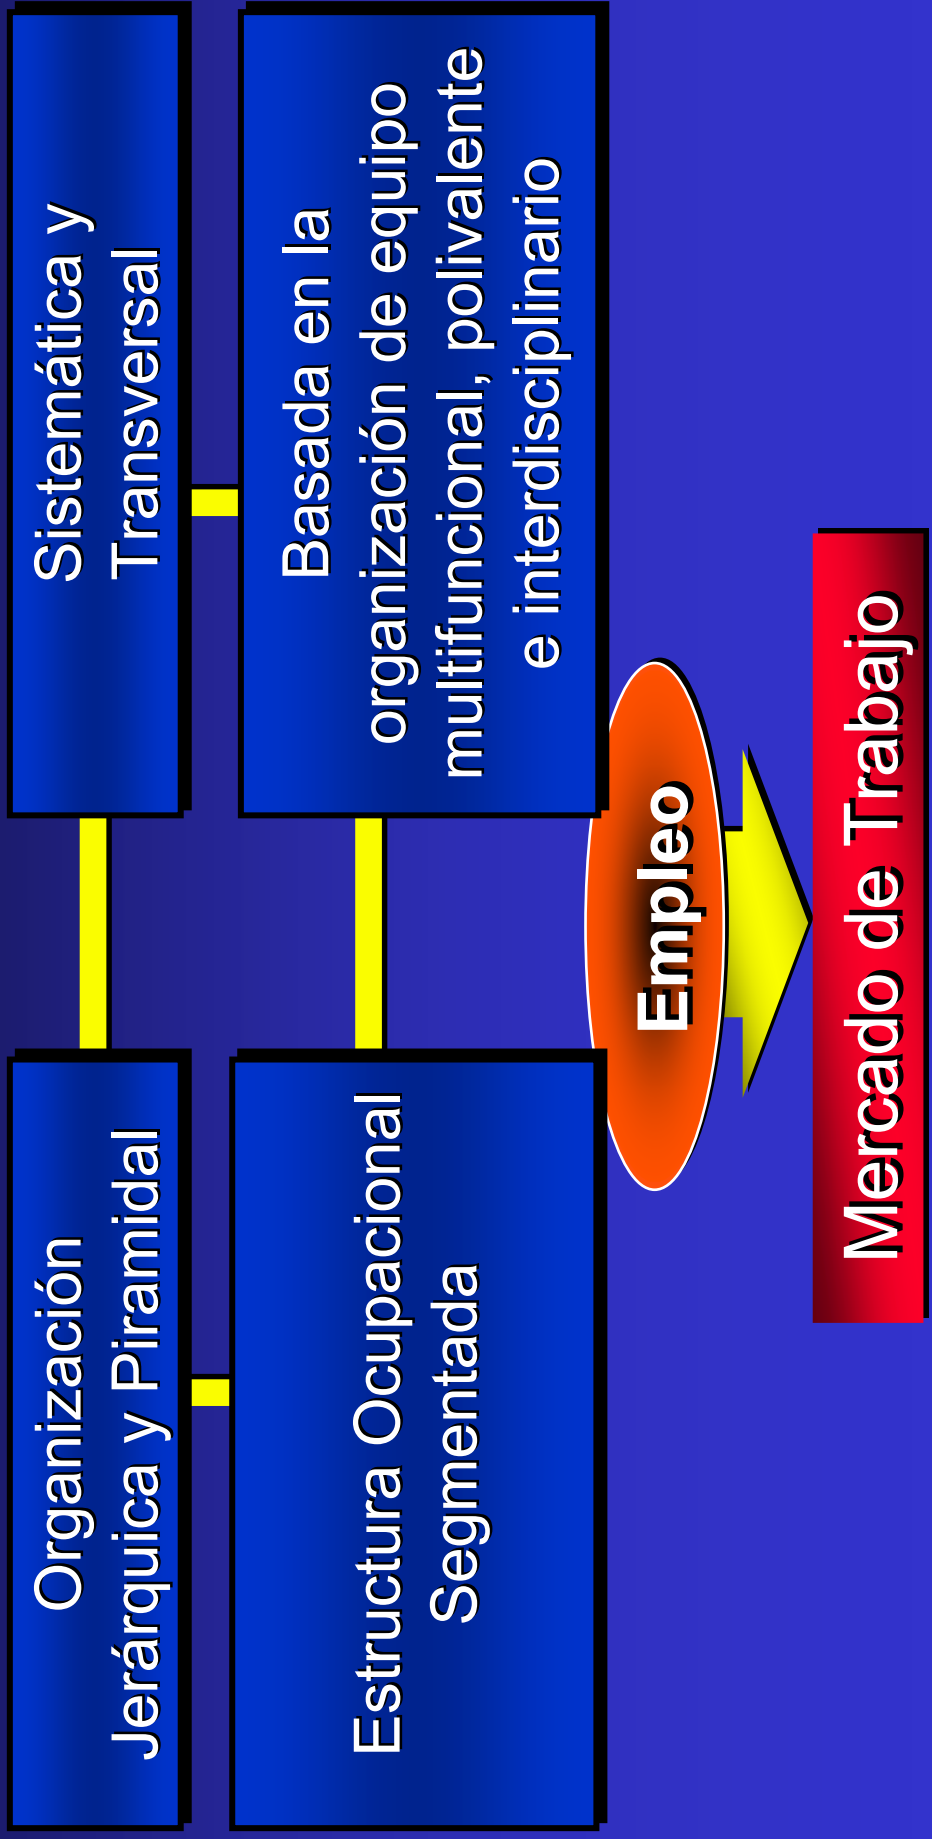 Organización
Jerárquica y Piramidal
Sistemática y
Transversal
Estructura Ocupacional
Segmentada
Basada en la
organización de equipo
multifuncional, polivalente
e interdisciplinario
Empleo
Mercado de Trabajo